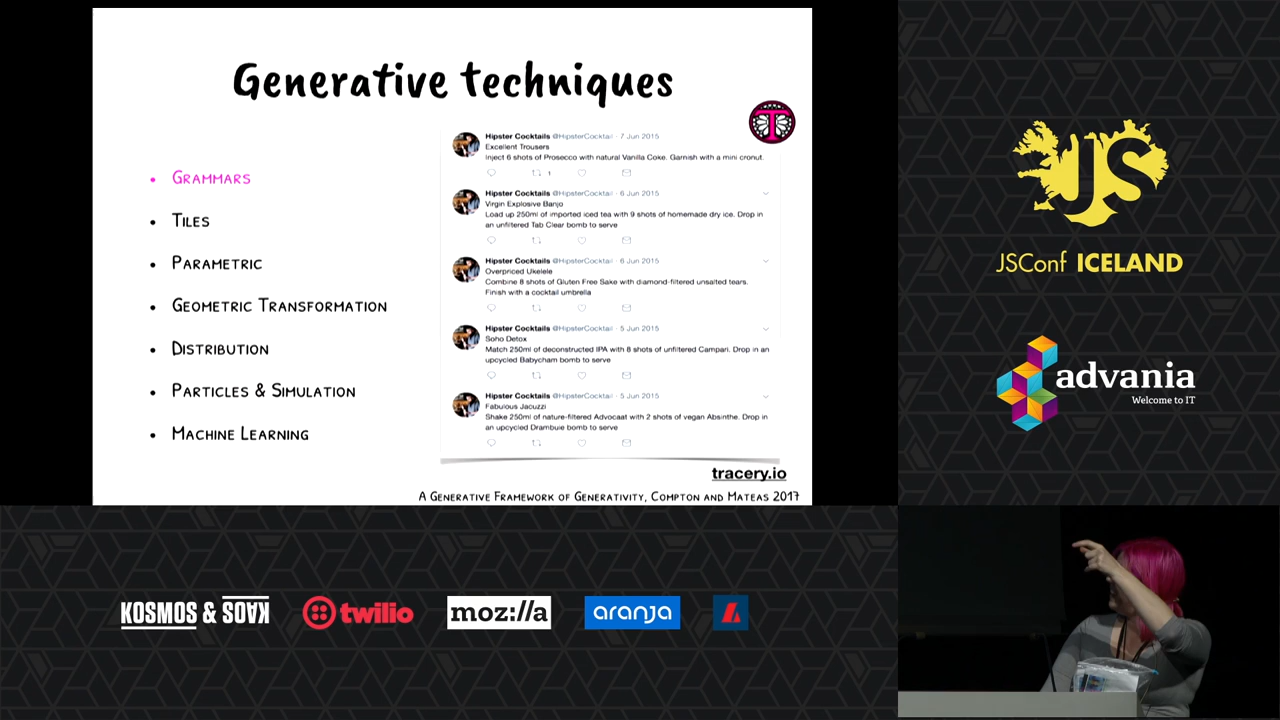 Generative techniques
• GRAMMARS
• TILES
• PARAMETRIC
• GEOMETRIC TRANSFORMATION
• DISTRIBUTION
• PARTICLES & SIMULATION
• MACHINE LEARNING
T
Hipster Cocktails @HipsterCocktail · 7 Jun 2015
Excellent Trousers
Inject 6 shots of Prosecco with natural Vanilla Coke. Garnish with a mini cronut.
1
Hipster Cocktails @HipsterCocktail · 6 Jun 2015
Virgin Explosive Banjo
Load up 250ml of imported iced tea with 9 shots of homemade dry ice. Drop in
an unfiltered Tab Clear bomb to serve
Hipster Cocktails @HipsterCocktail · 6 Jun 2015
Overpriced Ukelele
Combine 8 shots of Gluten Free Sake with diamond-filtered unsalted tears.
Finish with a cocktail umbrella
Hipster Cocktails @HipsterCocktail · 5 Jun 2015
Soho Detox
Match 250ml of deconstructed IPA with 8 shots of unfiltered Campari. Drop in an
upcycled Babycham bomb to serve
Hipster Cocktails @HipsterCocktail · 5 Jun 2015
Fabulous Jacuzzi
Shake 250ml of nature-filtered Advocaat with 2 shots of vegan Absinthe. Drop in
an upcycled Drambuie bomb to serve
tracery.io
A GENERATIVE FRAMEWORK OF GENERATIVITY, COMPTON AND MATEAS 2017
JS
JSConf ICELAND
advania
Welcome to IT
KOSMOS & KAOS
twilio
moz://a
aranja